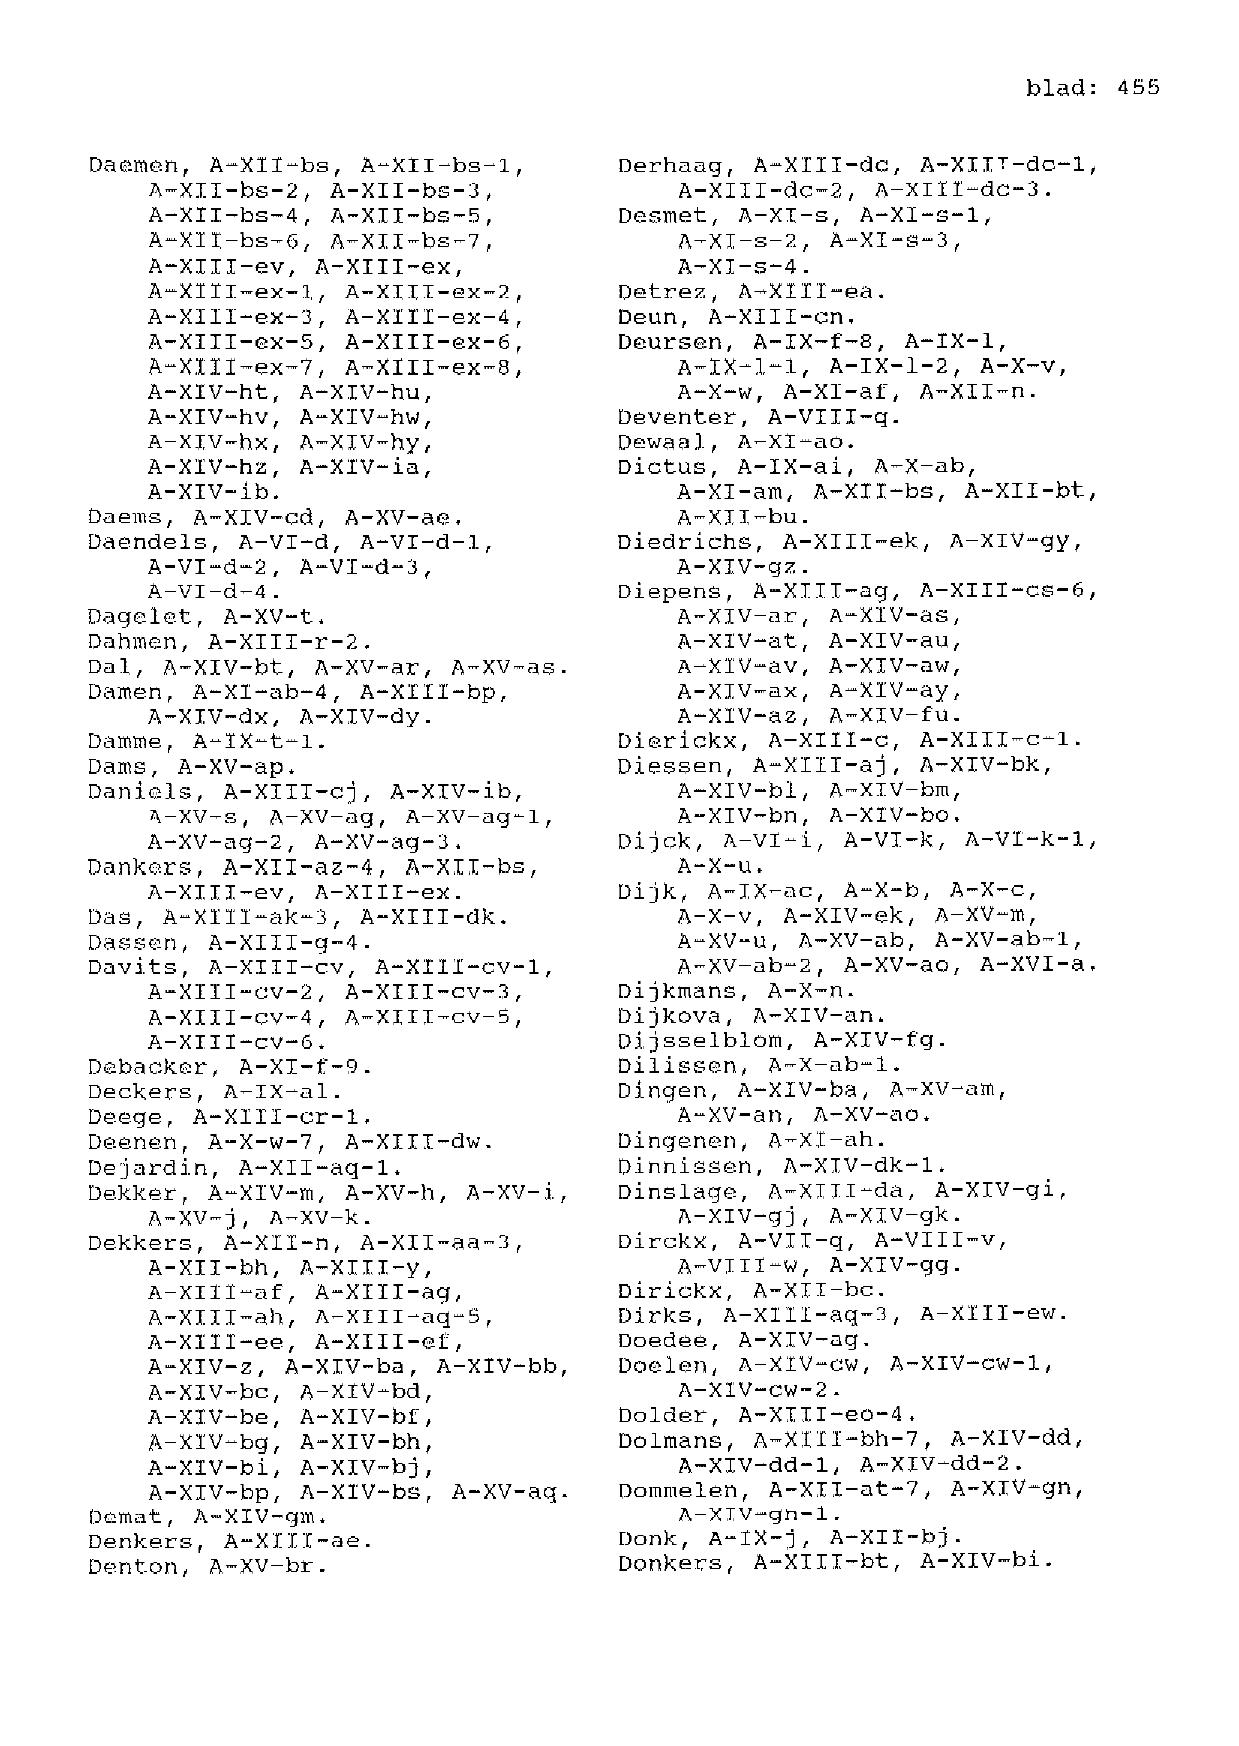 blad: 455
Daemen, A-XII-bs, A-XII-bs-1,
A-XII-bs-2, A-XII-bs-3,
A-XII-bs-4, A-XII-bs-5,
A-XII-bs-6, A-XII-bs-7,
A-XIII-ev, A-XIII-ex,
A-XIII-ex-1, A-XIII-ex-2,
A-XIII-ex-3, A-XIII-ex-4,
A-XIII-ex-5, A-XIII-ex-6,
A-XIII-ex-7, A-XIII-ex-8,
A-XIV-ht, A-XIV-hu,
A-XIV-hv, A-XIV-hw,
A-XIV-hx, A-XIV-hy,
A-XIV-hz, A-XIV-ia,
A-XIV-ib.
Daems, A-XIV-cd, A-XV-ae.
Daendels, A-VI-d, A-VI-d-1,
A-VI-d-2, A-VI-d-3,
A-VI-d-4.
Dagelet, A-XV-t.
Dahmen, A-XIII-r-2.
Dal, A-XIV-bt, A-XV-ar, A-XV-as.
Damen, A-XI-ab-4, A-XIII-bp,
A-XIV-dx, A-XIV-dy.
Damme, A-IX-t-1.
Dams, A-XV-ap.
Daniels, A-XIII-cj, A-XIV-ib,
A-XV-s, A-XV-ag, A-XV-ag-1,
A-XV-ag-2, A-XV-ag-3.
Dankers, A-XII-az-4, A-XII-bs,
A-XIII-ev, A-XIII-ex.
Das, A-XIII-ak-3, A-XIII-dk.
Dassen, A-XIII-g-4.
Davits, A-XIII-cv, A-XIII-cv-1,
A-XIII-cv-2, A-XIII-cv-3,
A-XIII-cv-4, A-XIII-cv-5,
A-XIII-cv-6.
Debacker, A-XI-f-9.
Deckers, A-IX-al.
Deege, A-XIII-cr-1.
Deenen, A-X-w-7, A-XIII-dw.
Dejardin, A-XII-aq-1.
Dekker, A-XIV-m, A-XV-h, A-XV-i,
A-XV-j, A-XV-k.
Dekkers, A-XII-n, A-XII-aa-3,
A-XII-bh, A-XIII-y,
A-XIII-af, A-XIII-ag,
A-XIII-ah, A-XIII-aq-5,
A-XIII-ee, A-XIII-ef,
A-XIV-z, A-XIV-ba, A-XIV-bb,
A-XIV-bc, A-XIV-bd,
A-XIV-be, A-XIV-bf,
A-XIV-bg, A-XIV-bh,
A-XIV-bi, A-XIV-bj,
A-XIV-bp, A-XIV-bs, A-XV-aq.
Demat, A-XIV-gm.
Denkers, A-XIII-ae.
Denton, A-XV-br.
Derhaag, A-XIII-dc, A-XIII-dc-1,
A-XIII-dc-2, A-XIII-dc-3.
Desmet, A-XI-s, A-XI-s-1,
A-XI-s-2, A-XI-s-3,
A-XI-s-4.
Detrez, A-XIII-ea.
Deun, A-XIII-cn.
Deursen, A-IX-f-8, A-IX-l,
A-IX-l-1, A-IX-l-2, A-X-v,
A-X-w, A-XI-af, A-XII-n.
Deventer, A-VIII-q.
Dewaal, A-XI-ao.
Dictus, A-IX-ai, A-X-ab,
A-XI-am, A-XII-bs, A-XII-bt,
A-XII-bu.
Diedrichs, A-XIII-ek, A-XIV-gy,
A-XIV-gz.
Diepens, A-XIII-ag, A-XIII-cs-6,
A-XIV-ar, A-XIV-as,
A-XIV-at, A-XIV-au,
A-XIV-av, A-XIV-aw,
A-XIV-ax, A-XIV-ay,
A-XIV-az, A-XIV-fu.
Dierickx, A-XIII-c, A-XIII-c-1.
Diessen, A-XIII-aj, A-XIV-bk,
A-XIV-bl, A-XIV-bm,
A-XIV-bn, A-XIV-bo.
Dijck, A-VI-i, A-VI-k, A-VI-k-1,
A-X-u.
Dijk, A-IX-ac, A-X-b, A-X-c,
A-X-v, A-XIV-ek, A-XV-m,
A-XV-u, A-XV-ab, A-XV-ab-1,
A-XV-ab-2, A-XV-ao, A-XVI-a.
Dijkmans, A-X-n.
Dijkova, A-XIV-an.
Dijsselblom, A-XIV-fg.
Dilissen, A-X-ab-1.
Dingen, A-XIV-ba, A-XV-am,
A-XV-an, A-XV-ao.
Dingenen, A-XI-ah.
Dinnissen, A-XIV-dk-1.
Dinslage, A-XIII-da, A-XIV-gi,
A-XIV-gj, A-XIV-gk.
Dirckx, A-VII-q, A-VIII-v,
A-VIII-w, A-XIV-gg.
Dirickx, A-XII-bc.
Dirks, A-XIII-aq-3, A-XIII-ew.
Doedee, A-XIV-ag.
Doelen, A-XIV-cw, A-XIV-cw-1,
A-XIV-cw-2.
Dolder, A-XIII-eo-4.
Dolmans, A-XIII-bh-7, A-XIV-dd,
A-XIV-dd-1, A-XIV-dd-2.
Dommelen, A-XII-at-7, A-XIV-gn,
A-XIV-gn-1.
Donk, A-IX-j, A-XII-bj.
Donkers, A-XIII-bt, A-XIV-bi.